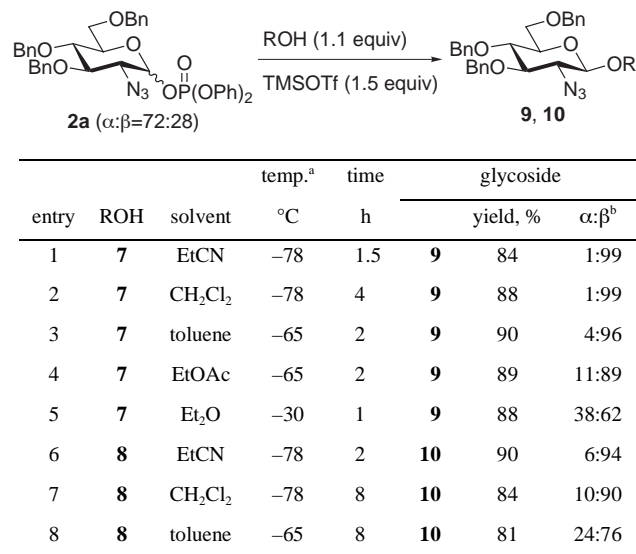 OBn OBn
BnO O ROH (1.1 equiv) BnO O
BnO BnO OR
N3 O TMSOTf (1.5 equiv) N3
OP(OPh)2
2a (α:β=72:28) 9, 10
temp.a time glycoside
entry ROH solvent °C h yield, % α:βb
1 7 EtCN –78 1.5 9 84 1:99
2 7 CH2Cl2 –78 4 9 88 1:99
3 7 toluene –65 2 9 90 4:96
4 7 EtOAc –65 2 9 89 11:89
5 7 Et2O –30 1 9 88 38:62
6 8 EtCN –78 2 10 90 6:94
7 8 CH2Cl2 –78 8 10 84 10:90
8 8 toluene –65 8 10 81 24:76